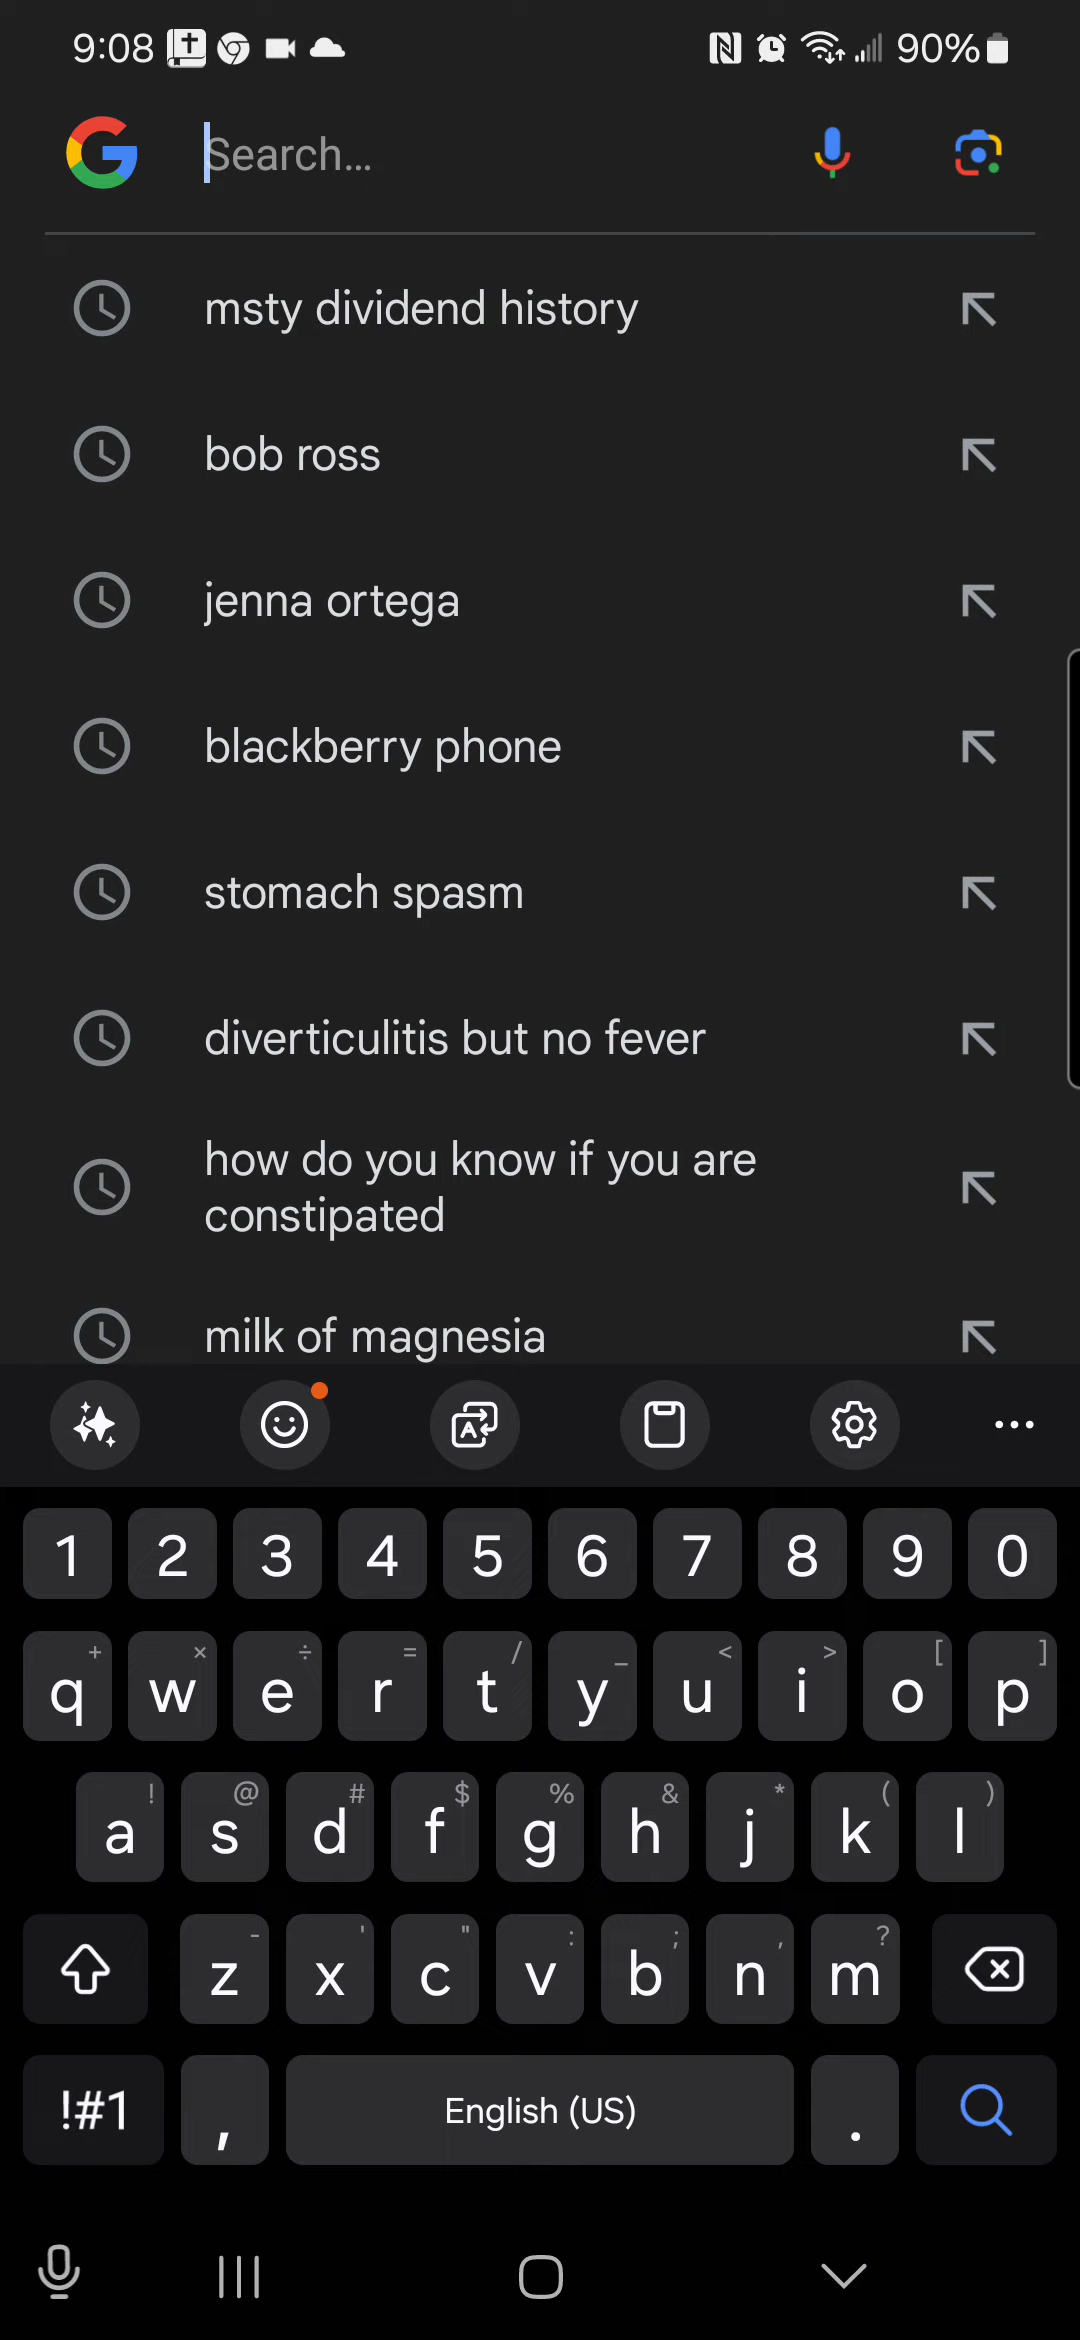 9:08 90%
Search...
msty dividend history
bob ross
jenna ortega
blackberry phone
stomach spasm
diverticulitis but no fever
how do you know if you are
constipated
milk of magnesia
1 2 3 4 5 6 7 8 9 0
+ × ÷ = / _ < > [ ]
q w e r t y u i o p
! @ # $ % & * ( )
a s d f g h j k l
- ' " : ; , ?
z x c v b n m
!#1 , English (US) .